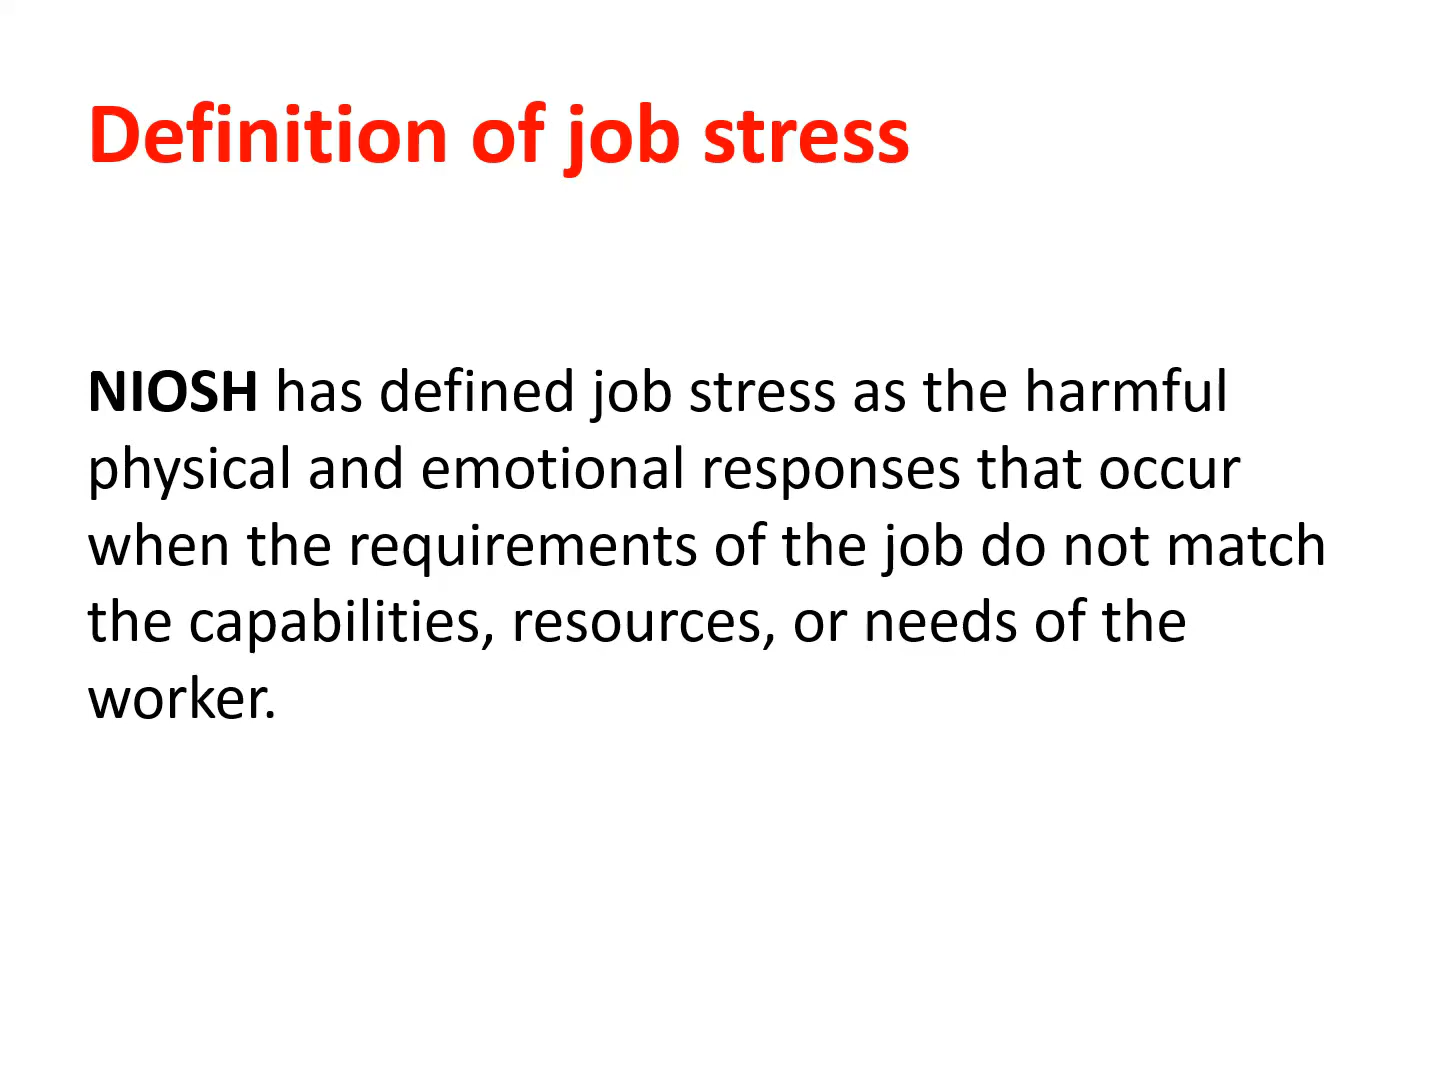 Definition of job stress
NIOSH has defined job stress as the harmful
physical and emotional responses that occur
when the requirements of the job do not match
the capabilities, resources, or needs of the
worker.